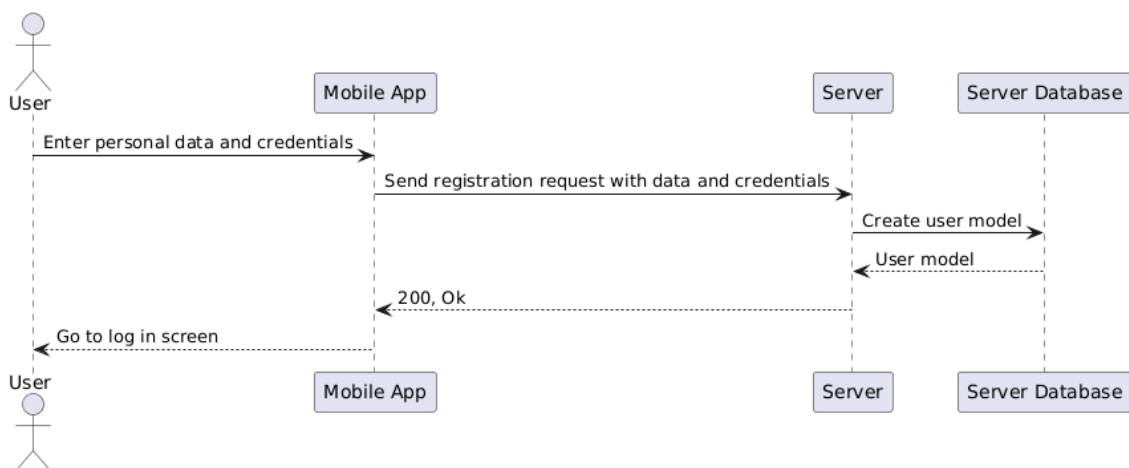 User
Mobile App
Server
Server Database
Enter personal data and credentials
Send registration request with data and credentials
Create user model
User model
200, Ok
Go to log in screen
User
Mobile App
Server
Server Database